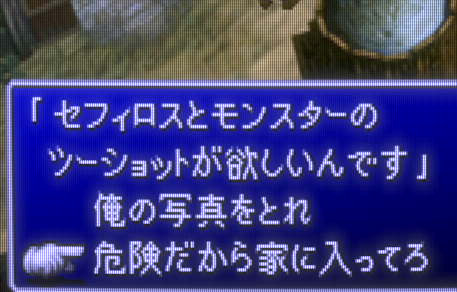 「セフィロスとモンスターの
ツーショットが欲しいんです」
俺の写真をとれ
危険だから家に入ってろ